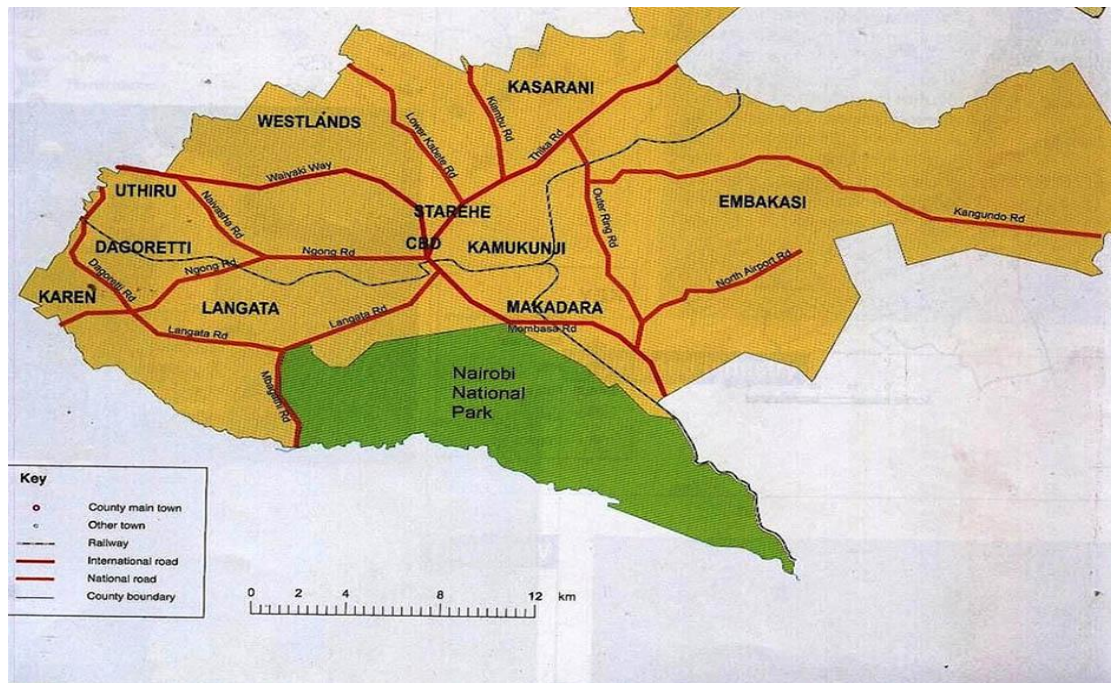 KASARANI
WESTLANDS
Lower Kabete Rd
Kiambu Rd
Thika Rd
Waiyaki Way
UTHIRU
Naivasha Rd
STAREHE
EMBAKASI
Kangundo Rd
Outer Ring Rd
DAGORETTI
Ngong Rd
CBD
KAMUKUNJI
Ngong Rd
North Airport Rd
Dagoretti Rd
KAREN
LANGATA
Langata Rd
MAKADARA
Mombasa Rd
Langata Rd
Mbagathi Rd
Nairobi
National
Park
Key
County main town
Other town
Railway
International road
National road
County boundary
0 2 4 8 12 km